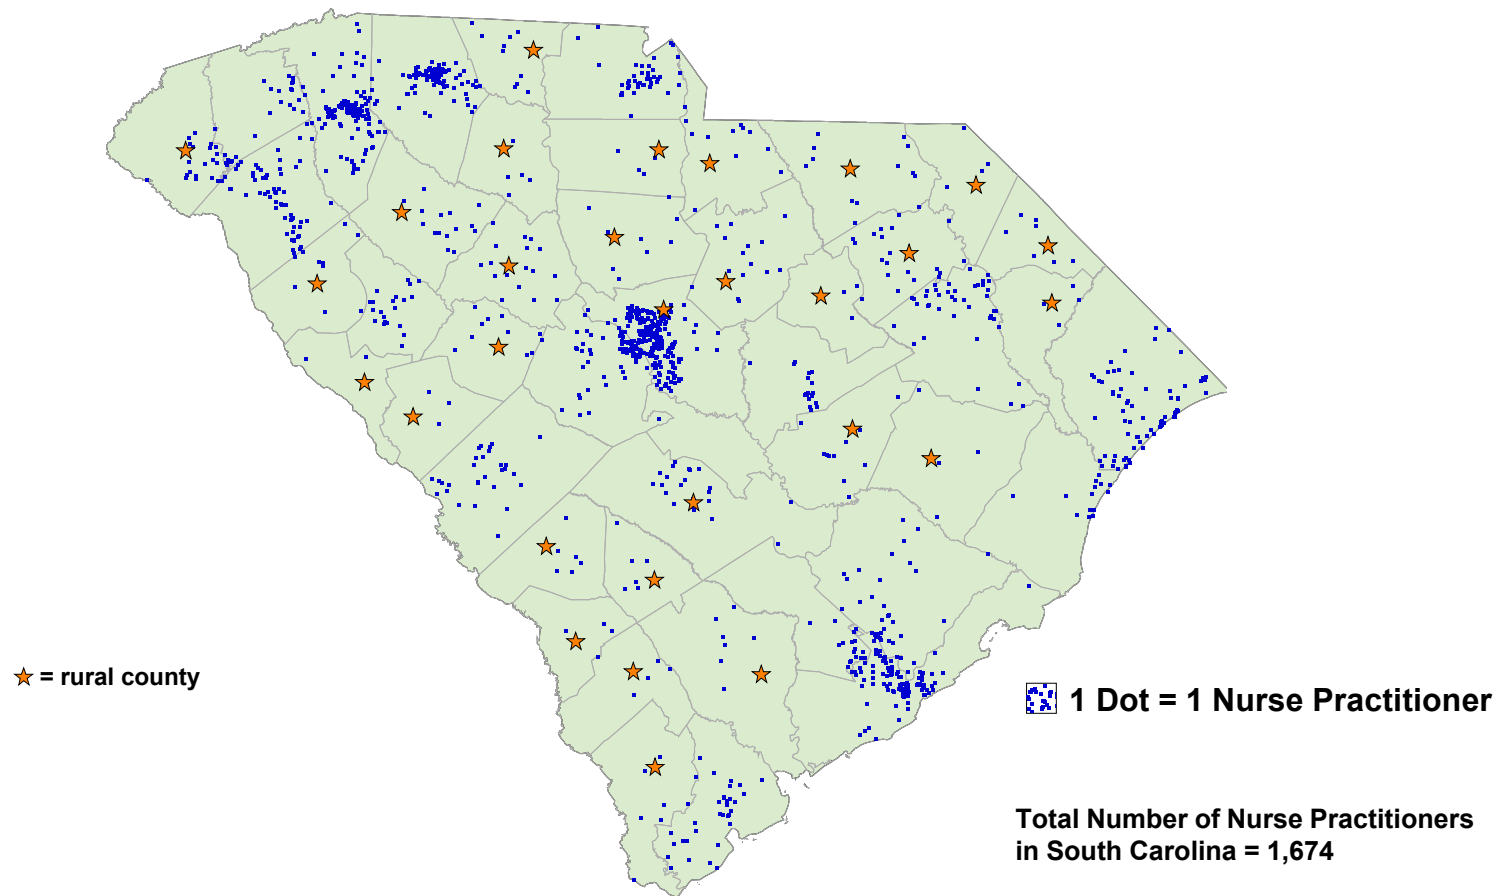 = rural county
1 Dot = 1 Nurse Practitioner
Total Number of Nurse Practitioners
in South Carolina = 1,674